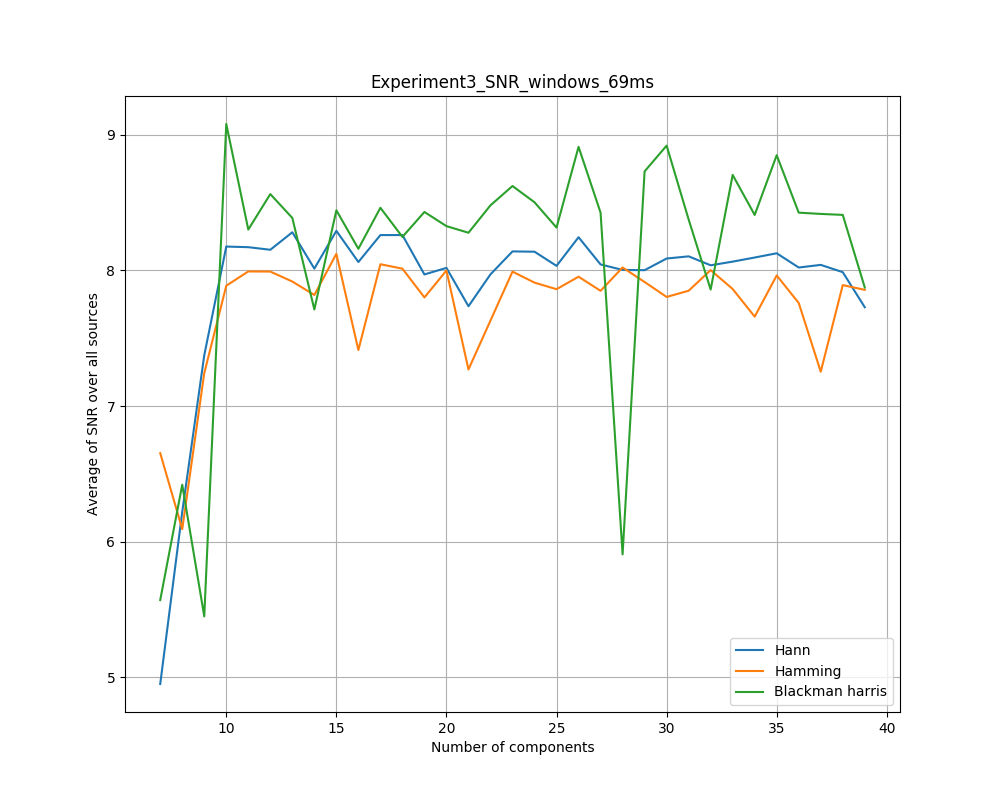 Experiment3_SNR_windows_69ms
Average of SNR over all sources
9
8
7
6
5
10 15 20 25 30 35 40
Number of components
Hann
Hamming
Blackman harris